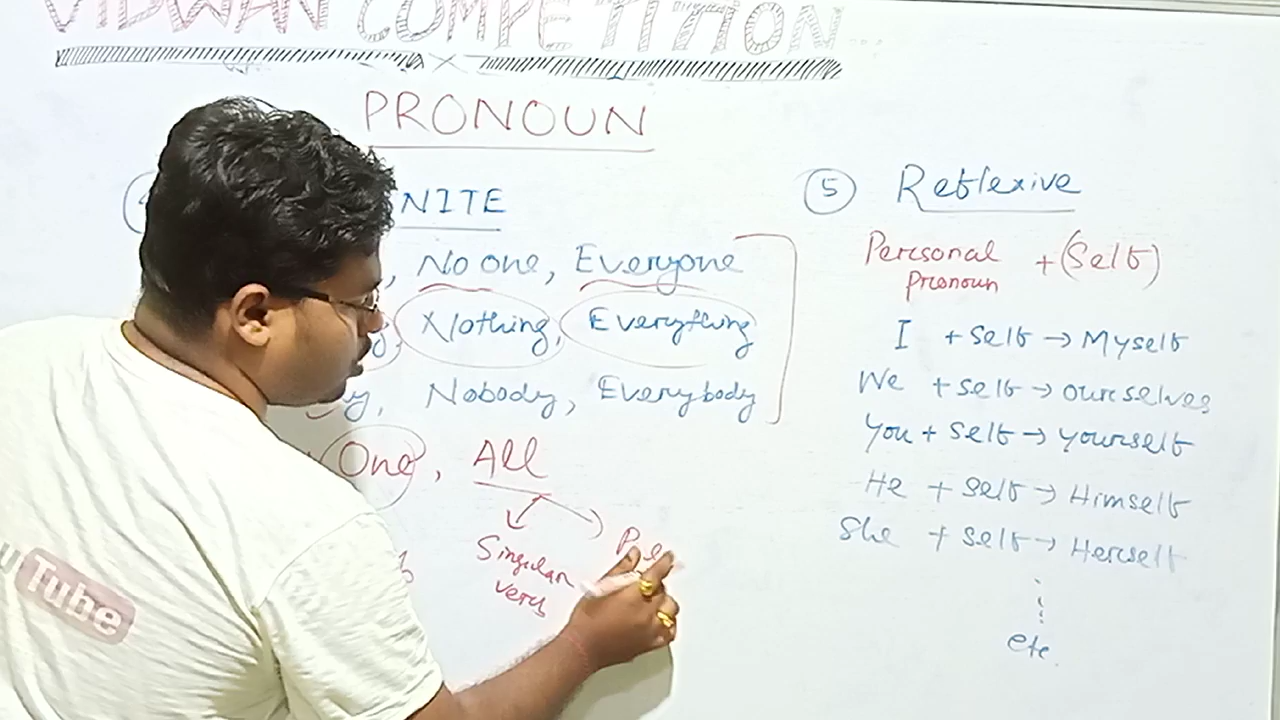 VIDWAN COMPETITION
PRONOUN
NITE
, No one, Everyone
Nothing, Everything
Nobody, Everybody
One, All
Singular
verb
5 Reflexive
Personal + (Self)
Pronoun
I + Self → Myself
We + Self → Ourselves
You + Self → Yourself
He + Self → Himself
She + Self → Herself
etc.
Tube